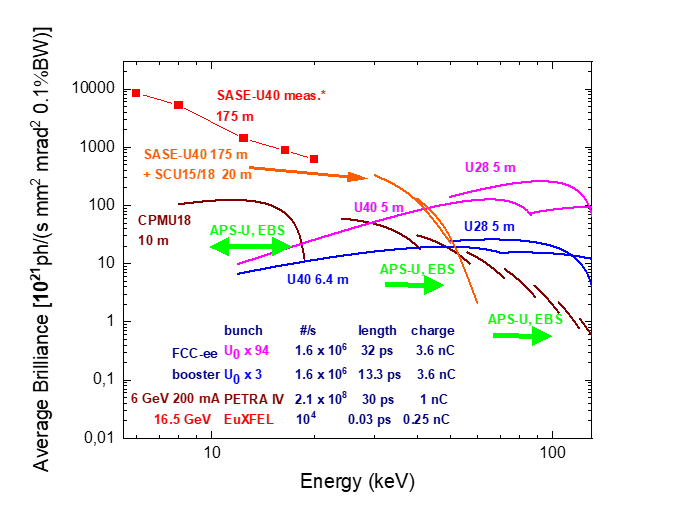 Average Brilliance [10²¹ph/(s mm² mrad² 0.1%BW)]
10000
1000
100
10
1
0,1
0,01
SASE-U40 meas.*
175 m
SASE-U40 175 m
+ SCU15/18 20 m
U28 5 m
U40 5 m
CPMU18
10 m
APS-U, EBS
U28 5 m
U40 6.4 m
APS-U, EBS
APS-U, EBS
bunch #/s length charge
FCC-ee U₀ x 94 1.6 x 10⁶ 32 ps 3.6 nC
booster U₀ x 3 1.6 x 10⁶ 13.3 ps 3.6 nC
6 GeV 200 mA PETRA IV 2.1 x 10⁸ 30 ps 1 nC
16.5 GeV EuXFEL 10⁴ 0.03 ps 0.25 nC
10 100
Energy (keV)